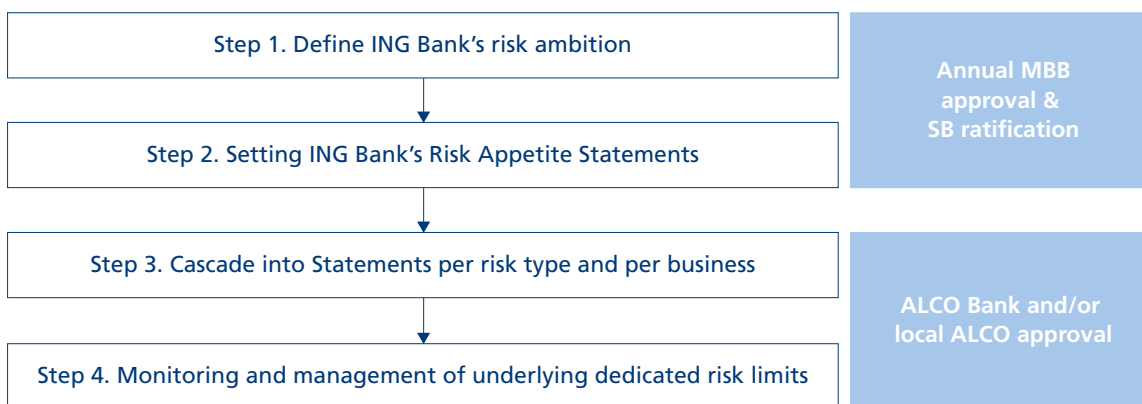 Step 1. Define ING Bank's risk ambition
Annual MBB
approval &
SB ratification
Step 2. Setting ING Bank's Risk Appetite Statements
Step 3. Cascade into Statements per risk type and per business
ALCO Bank and/or
local ALCO approval
Step 4. Monitoring and management of underlying dedicated risk limits